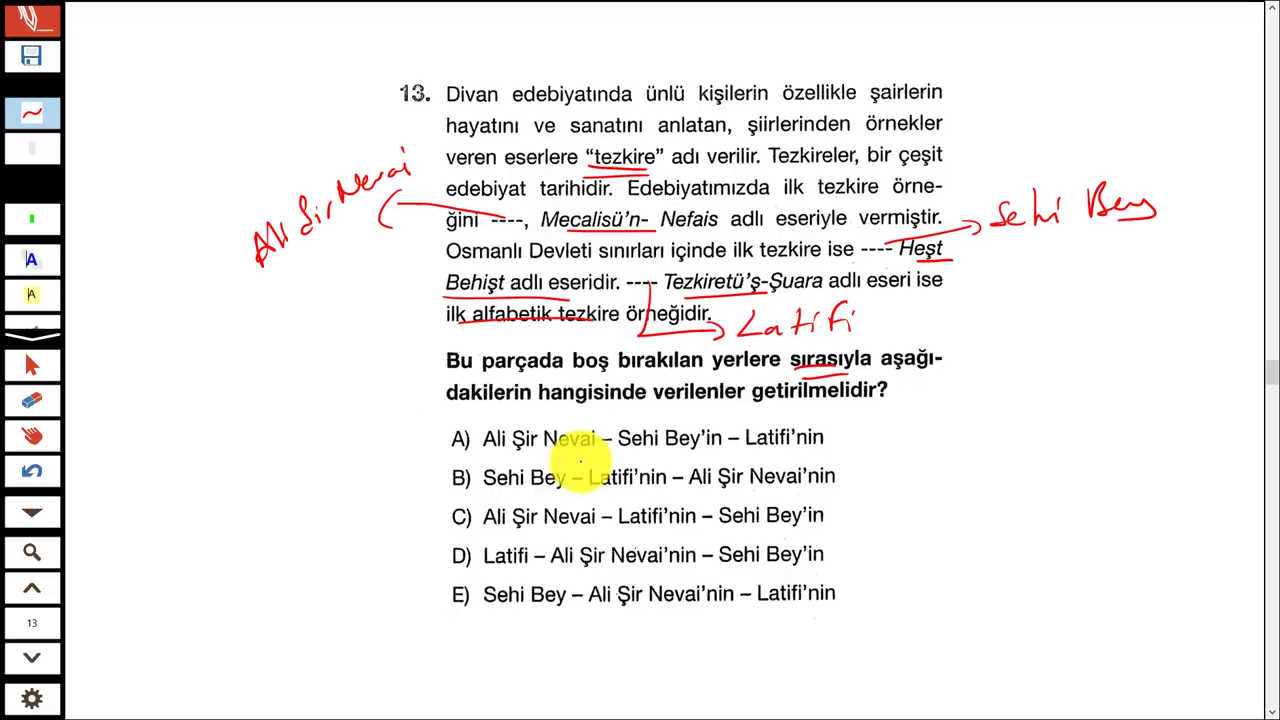 13. Divan edebiyatında ünlü kişilerin özellikle şairlerin
hayatını ve sanatını anlatan, şiirlerinden örnekler
veren eserlere “tezkire” adı verilir. Tezkireler, bir çeşit
edebiyat tarihidir. Edebiyatımızda ilk tezkire örne-
ğini ----, Mecalisü’n- Nefais adlı eseriyle vermiştir.
Osmanlı Devleti sınırları içinde ilk tezkire ise ---- Heşt
Behişt adlı eseridir. ---- Tezkiretü’ş-Şuara adlı eseri ise
ilk alfabetik tezkire örneğidir.
Ali Şir Nevai
Sehi Bey
Latifi
Bu parçada boş bırakılan yerlere sırasıyla aşağı-
dakilerin hangisinde verilenler getirilmelidir?
A) Ali Şir Nevai – Sehi Bey’in – Latifi’nin
B) Sehi Bey – Latifi’nin – Ali Şir Nevai’nin
C) Ali Şir Nevai – Latifi’nin – Sehi Bey’in
D) Latifi – Ali Şir Nevai’nin – Sehi Bey’in
E) Sehi Bey – Ali Şir Nevai’nin – Latifi’nin
A
A
13